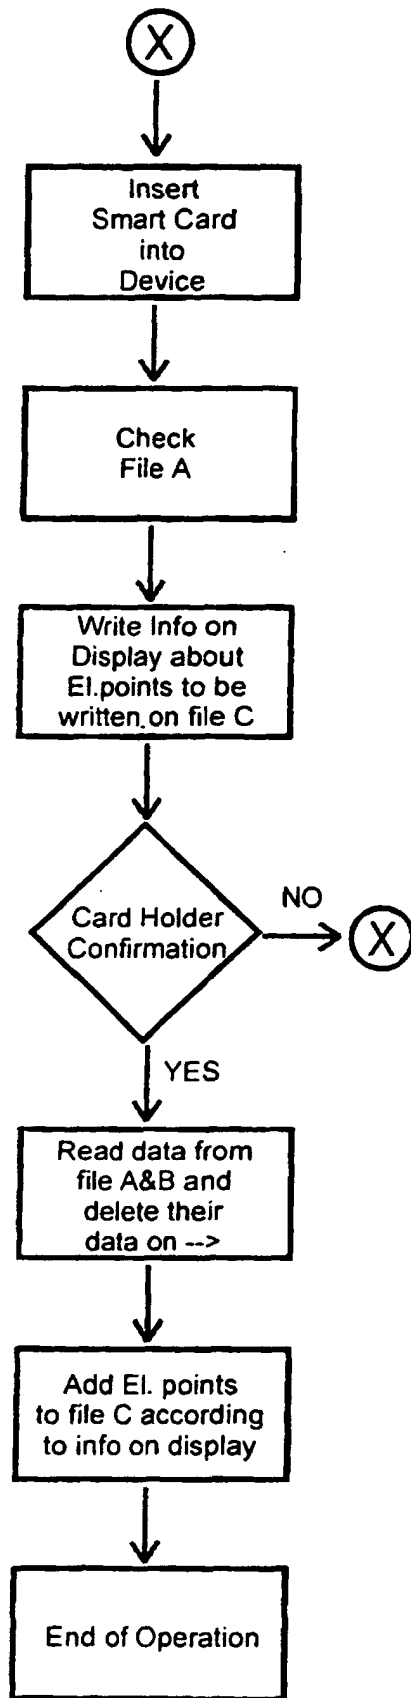 X
Insert
Smart Card
into
Device
Check
File A
Write Info on
Display about
El.points to be
written.on file C
Card Holder
Confirmation
NO
X
YES
Read data from
file A&B and
delete their
data on -->
Add El. points
to file C according
to info on display
End of Operation